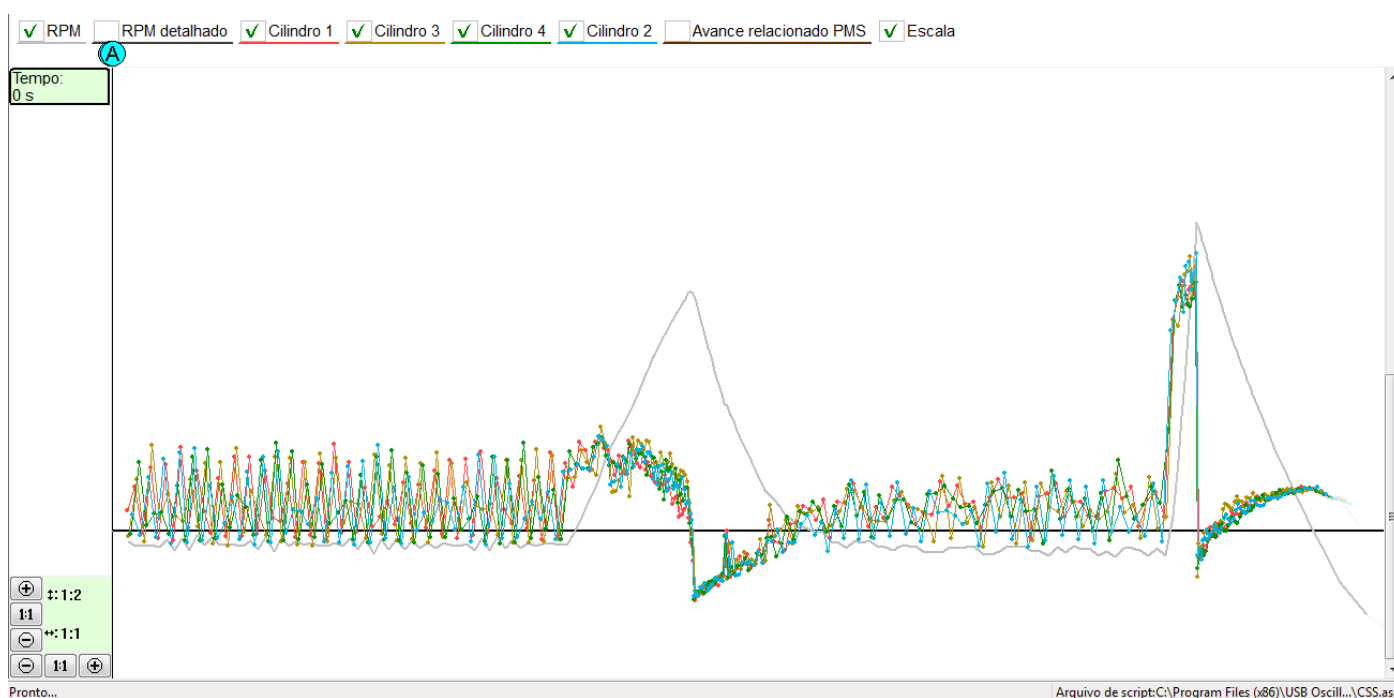 RPM RPM detalhado Cilindro 1 Cilindro 3 Cilindro 4 Cilindro 2 Avance relacionado PMS Escala
A
Tempo:
0 s
1:2
1:1
1:1
1:1
Pronto... Arquivo de script:C:\Program Files (x86)\USB Oscill...\CSS.as